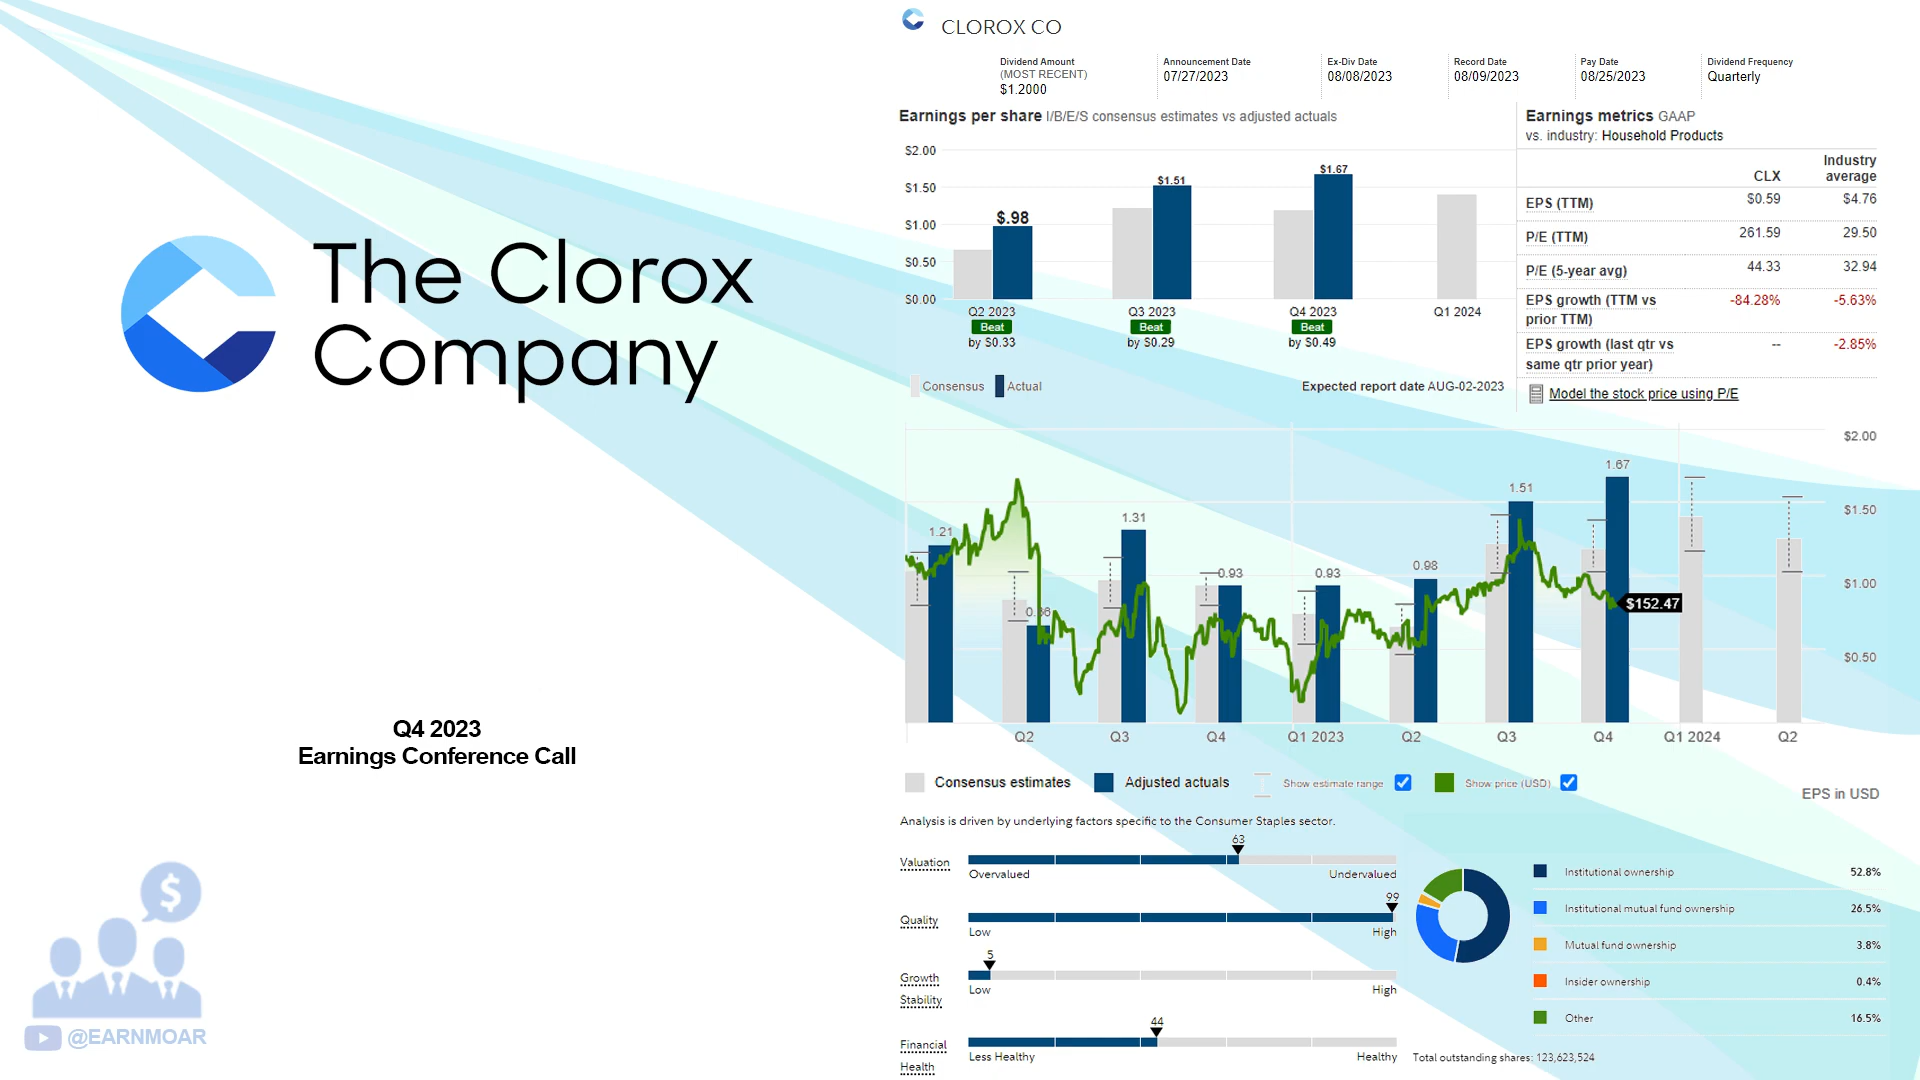 CLOROX CO
Dividend Amount
(MOST RECENT)
$1.2000
Announcement Date
07/27/2023
Ex-Div Date
08/08/2023
Record Date
08/09/2023
Pay Date
08/25/2023
Dividend Frequency
Quarterly
The Clorox
Company
Q4 2023
Earnings Conference Call
$
@EARNMOAR
Earnings per share I/B/E/S consensus estimates vs adjusted actuals
$2.00
$1.50
$1.00
$0.50
$0.00
$.98
$1.51
$1.67
Q2 2023
Beat
by $0.33
Q3 2023
Beat
by $0.29
Q4 2023
Beat
by $0.49
Q1 2024
Consensus
Actual
Expected report date AUG-02-2023
Earnings metrics GAAP
vs. industry: Household Products
CLX
Industry
average
EPS (TTM) $0.59 $4.76
P/E (TTM) 261.59 29.50
P/E (5-year avg) 44.33 32.94
EPS growth (TTM vs
prior TTM) -84.28% -5.63%
EPS growth (last qtr vs
same qtr prior year) -- -2.85%
Model the stock price using P/E
$2.00
$1.50
$1.00
$0.50
1.21
1.31
0.93
0.93
0.98
1.51
1.67
$152.47
Q2
Q3
Q4
Q1 2023
Q2
Q3
Q4
Q1 2024
Q2
Consensus estimates
Adjusted actuals
Show estimate range
Show price (USD)
EPS in USD
Analysis is driven by underlying factors specific to the Consumer Staples sector.
Valuation
63
Overvalued
Undervalued
Quality
99
Low
High
Growth
Stability
5
Low
High
Financial
Health
44
Less Healthy
Healthy
Institutional ownership 52.8%
Institutional mutual fund ownership 26.5%
Mutual fund ownership 3.8%
Insider ownership 0.4%
Other 16.5%
Total outstanding shares: 123,623,524